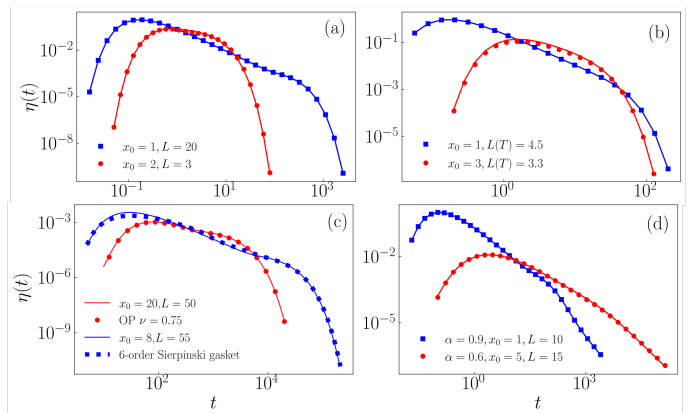 (a)
10^{-2}
10^{-5}
10^{-8}
η(t)
x_0 = 1, L = 20
x_0 = 2, L = 3
10^{-1}
10^1
10^3
(b)
10^{-1}
10^{-3}
10^{-5}
η(t)
x_0 = 1, L(T) = 4.5
x_0 = 3, L(T) = 3.3
10^0
10^2
(c)
10^{-3}
10^{-6}
10^{-9}
η(t)
x_0 = 20, L = 50
OP ν = 0.75
x_0 = 8, L = 55
6-order Sierpinski gasket
10^2
10^4
t
(d)
10^{-2}
10^{-5}
η(t)
α = 0.9, x_0 = 1, L = 10
α = 0.6, x_0 = 5, L = 15
10^0
10^3
t